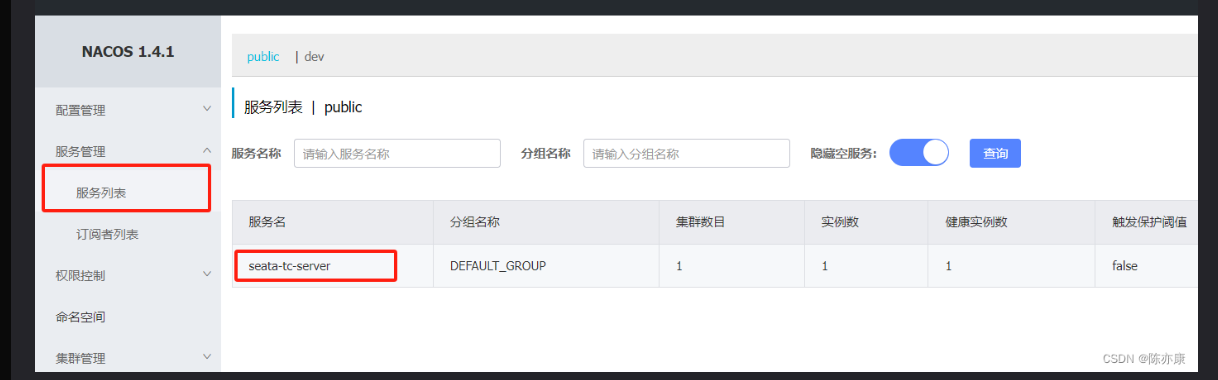 NACOS 1.4.1
配置管理
服务管理
服务列表
订阅者列表
权限控制
命名空间
集群管理
public | dev
服务列表 | public
服务名称 请输入服务名称 分组名称 请输入分组名称 隐藏空服务: 查询
服务名 分组名称 集群数目 实例数 健康实例数 触发保护阈值
seata-tc-server DEFAULT_GROUP 1 1 1 false
CSDN @陈亦康